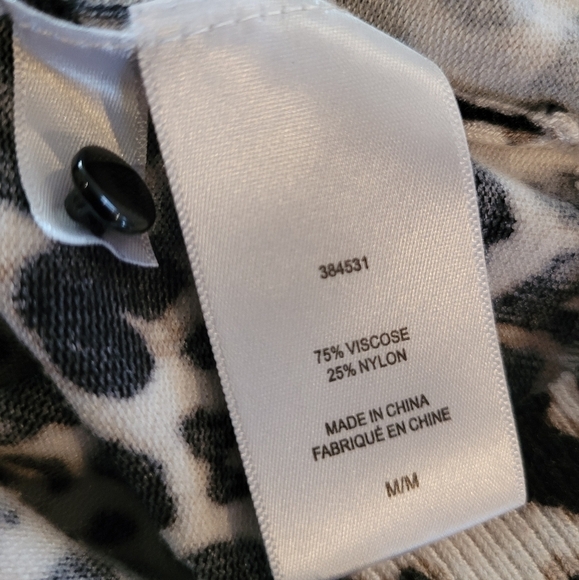 384531
75% VISCOSE
25% NYLON
MADE IN CHINA
FABRIQUÉ EN CHINE
M/M